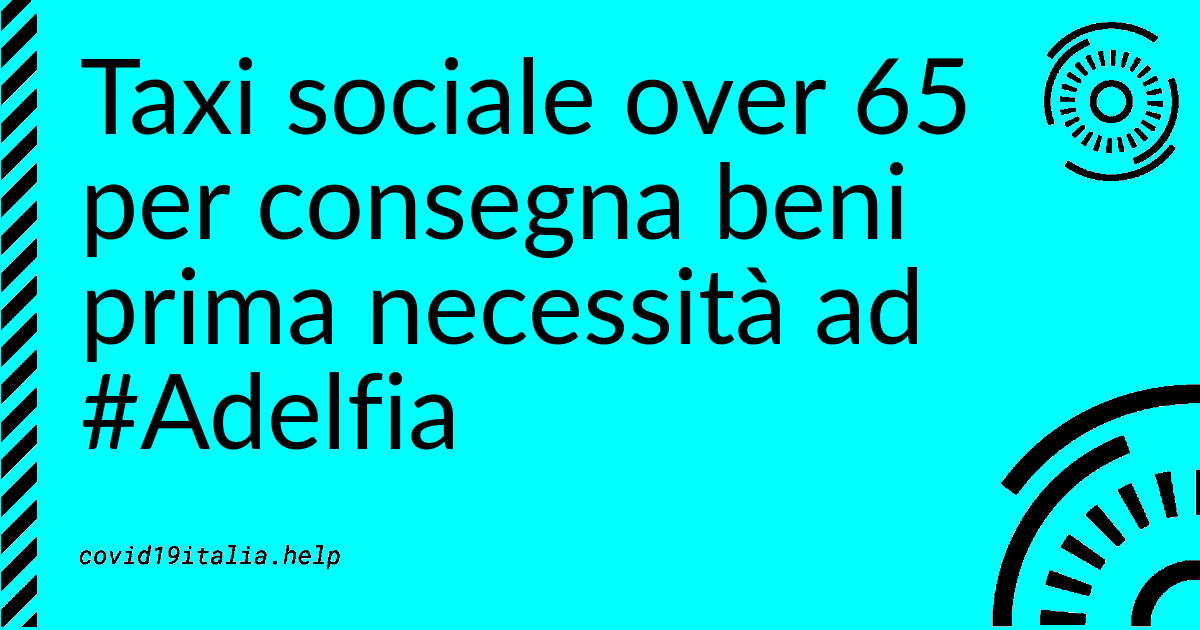 Taxi sociale over 65
per consegna beni
prima necessità ad
#Adelfia
covid19italia.help